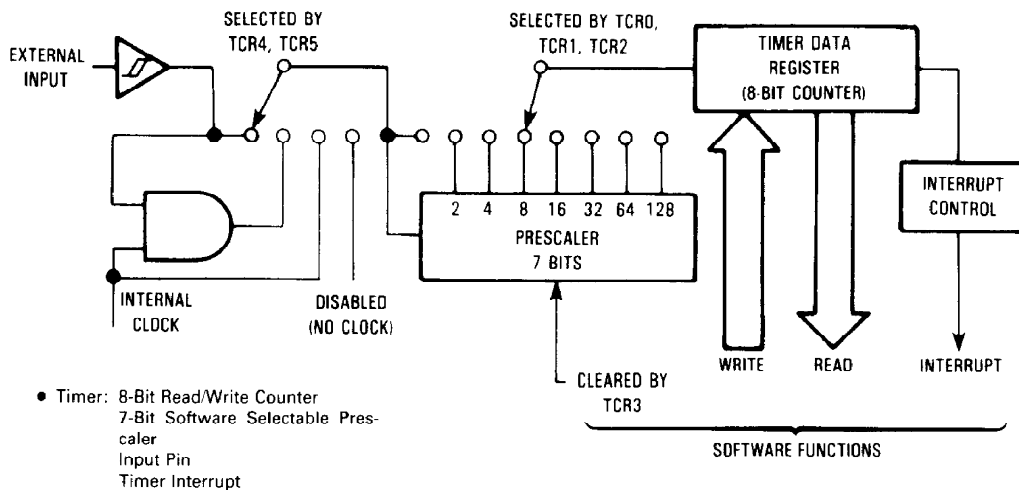 EXTERNAL
INPUT
SELECTED BY
TCR4, TCR5
SELECTED BY TCR0,
TCR1, TCR2
TIMER DATA
REGISTER
(8-BIT COUNTER)
INTERRUPT
CONTROL
2 4 8 16 32 64 128
PRESCALER
7 BITS
INTERNAL
CLOCK
DISABLED
(NO CLOCK)
CLEARED BY
TCR3
WRITE
READ
INTERRUPT
SOFTWARE FUNCTIONS
● Timer: 8-Bit Read/Write Counter
7-Bit Software Selectable Pres-
caler
Input Pin
Timer Interrupt